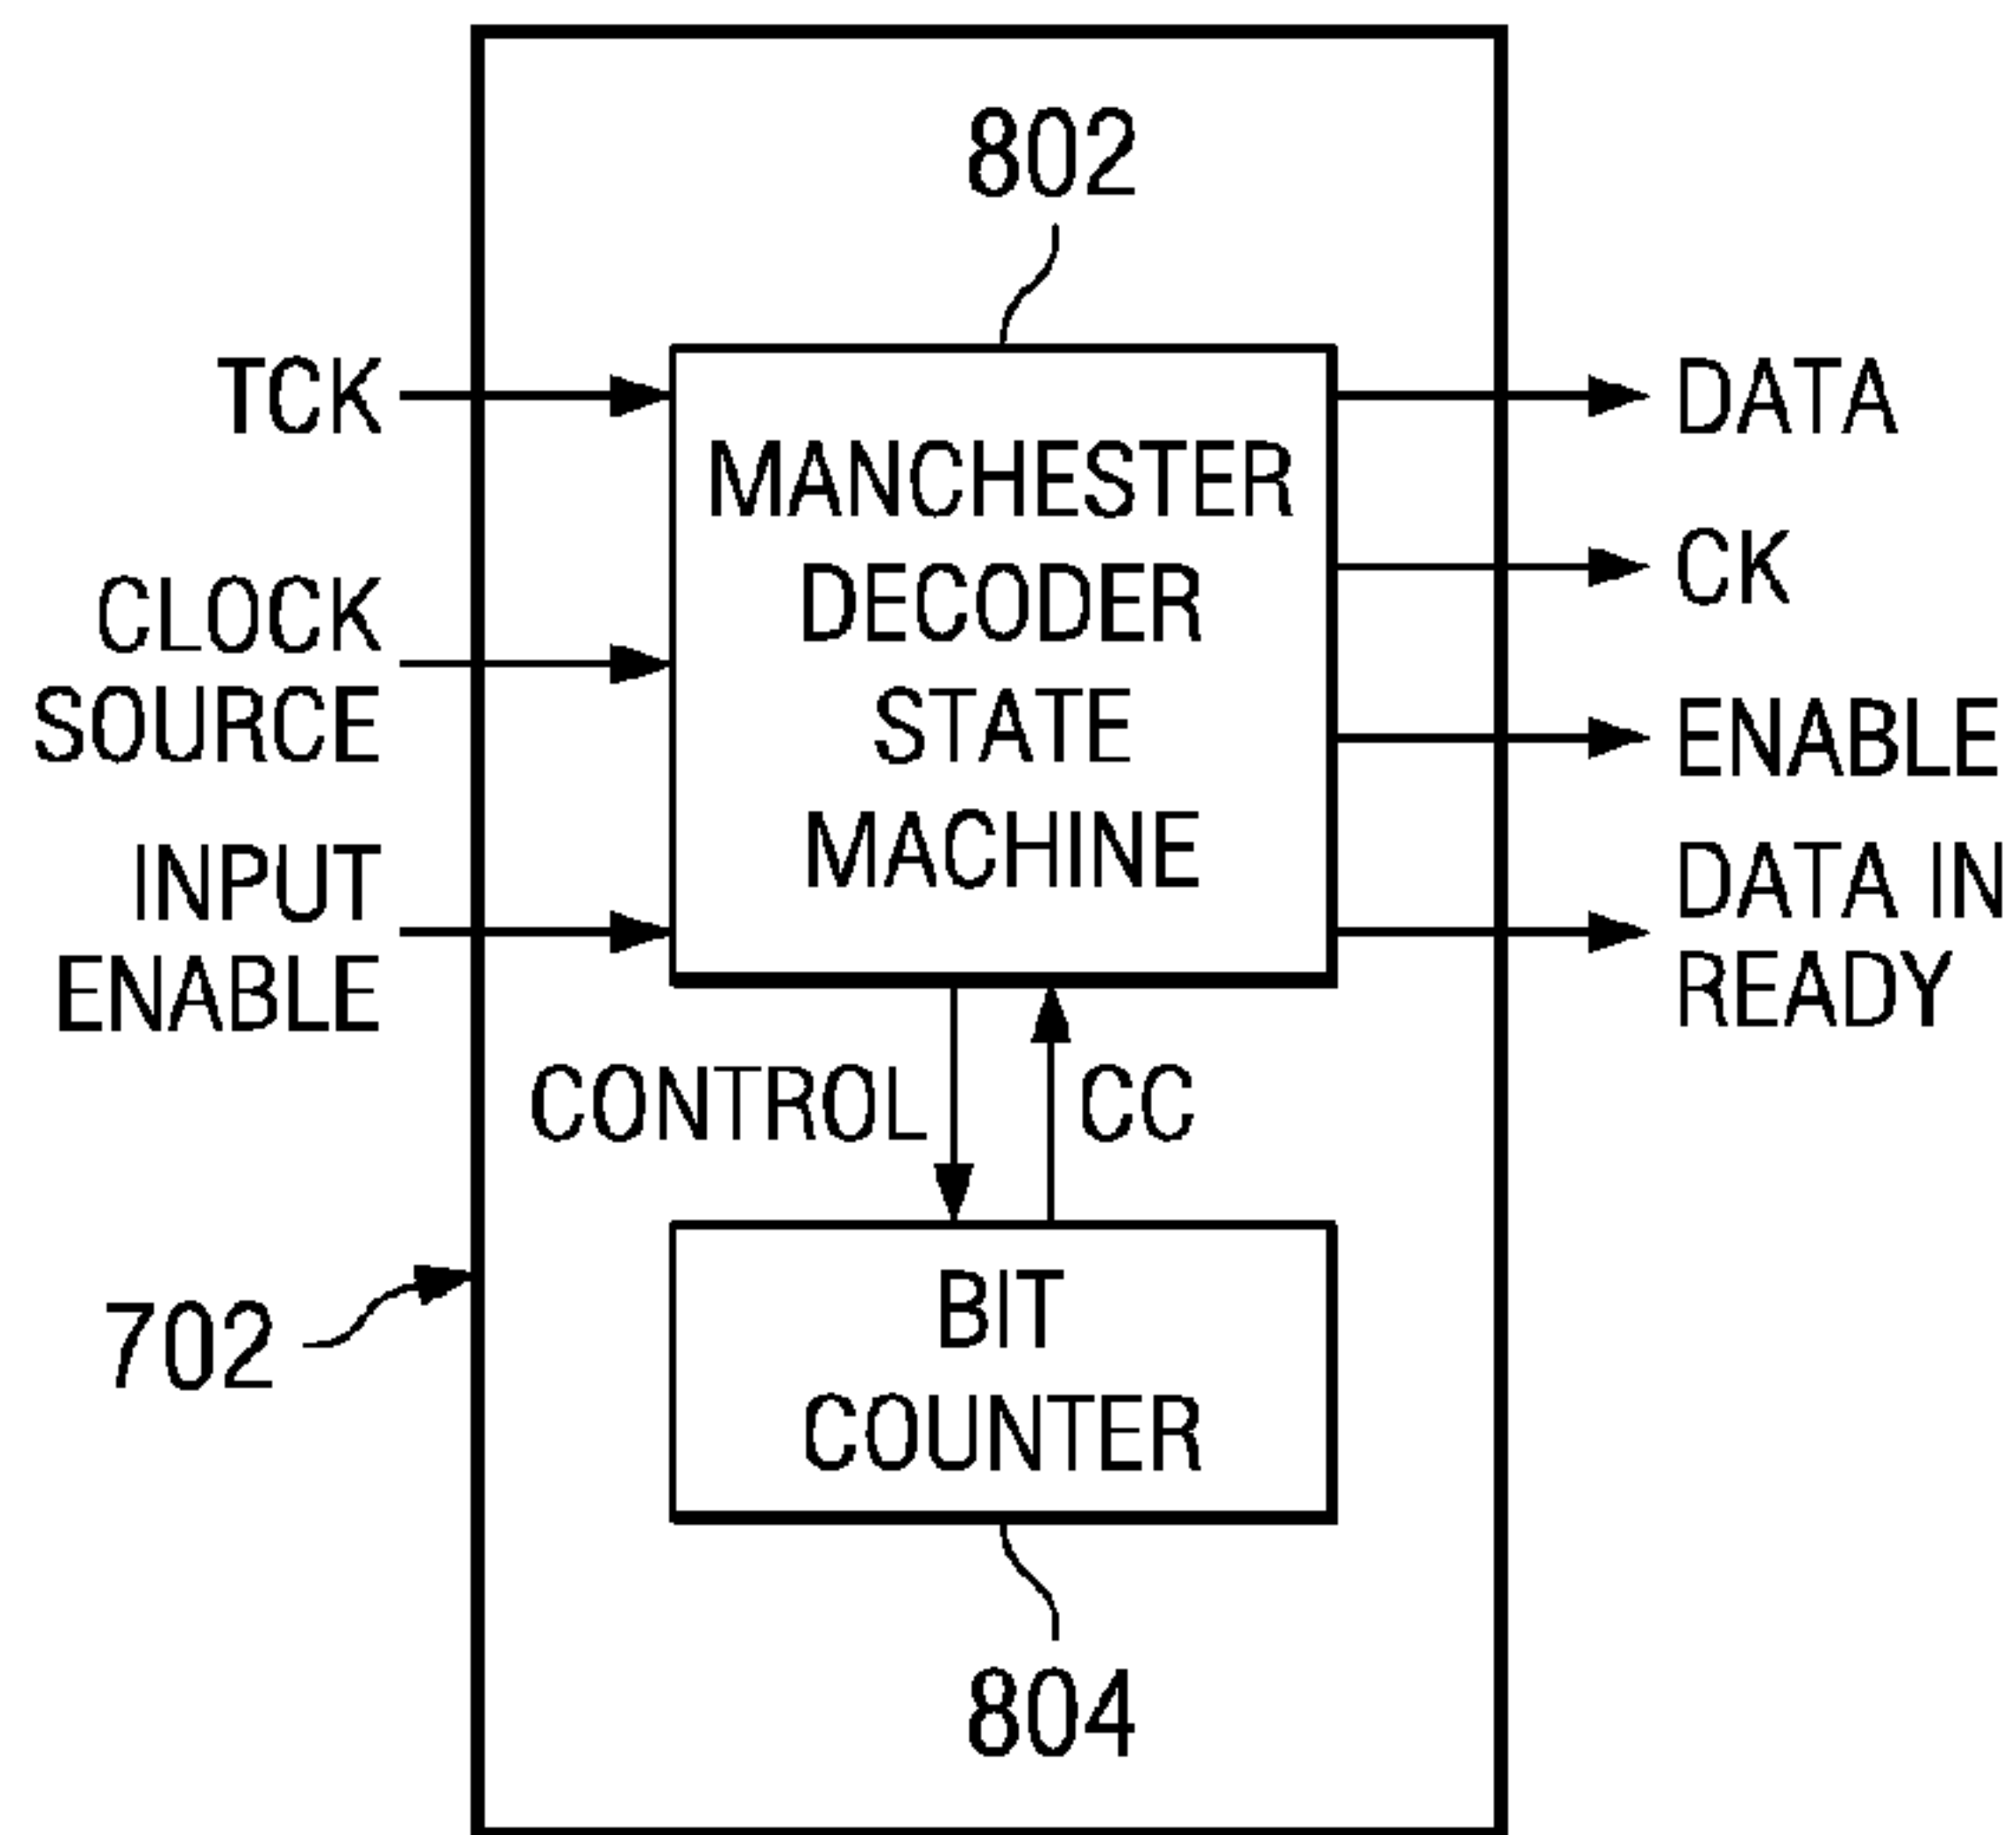 802
TCK
CLOCK
SOURCE
INPUT
ENABLE
MANCHESTER
DECODER
STATE
MACHINE
DATA
CK
ENABLE
DATA IN
READY
CONTROL
CC
702
BIT
COUNTER
804